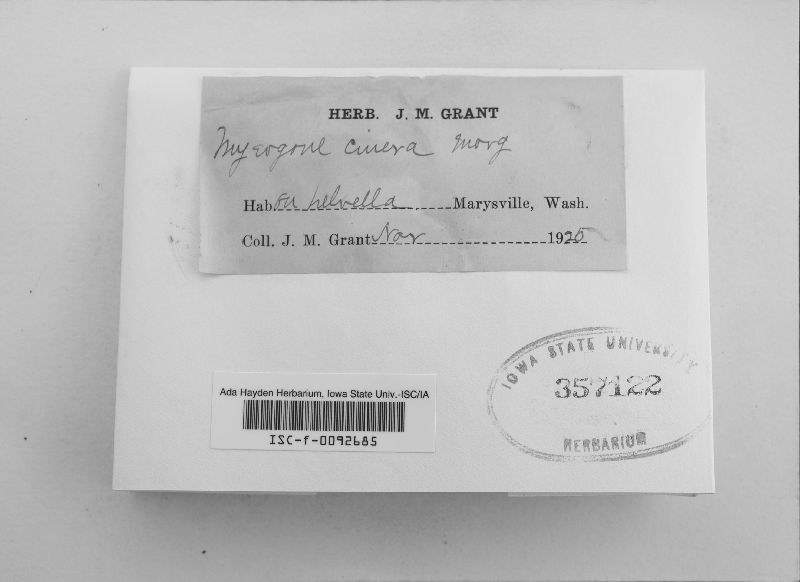 HERB. J. M. GRANT
Mycogone cinera Morg
Hab on helvella Marysville, Wash.
Coll. J. M. Grant Nov 1925
IOWA STATE UNIVERSITY
357122
HERBARIUM
Ada Hayden Herbarium, Iowa State Univ.-ISC/IA
ISC-f-0092685